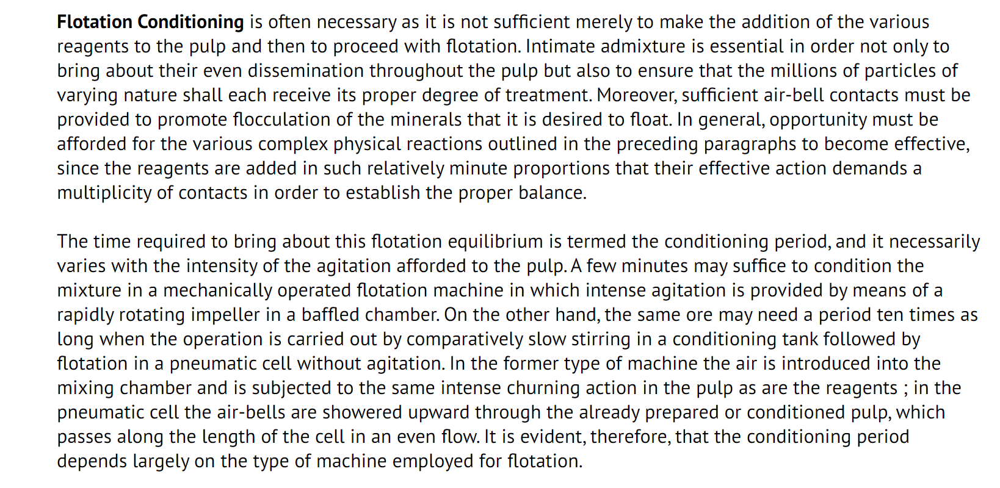 Flotation Conditioning is often necessary as it is not sufficient merely to make the addition of the various
reagents to the pulp and then to proceed with flotation. Intimate admixture is essential in order not only to
bring about their even dissemination throughout the pulp but also to ensure that the millions of particles of
varying nature shall each receive its proper degree of treatment. Moreover, sufficient air-bell contacts must be
provided to promote flocculation of the minerals that it is desired to float. In general, opportunity must be
afforded for the various complex physical reactions outlined in the preceding paragraphs to become effective,
since the reagents are added in such relatively minute proportions that their effective action demands a
multiplicity of contacts in order to establish the proper balance.
The time required to bring about this flotation equilibrium is termed the conditioning period, and it necessarily
varies with the intensity of the agitation afforded to the pulp. A few minutes may suffice to condition the
mixture in a mechanically operated flotation machine in which intense agitation is provided by means of a
rapidly rotating impeller in a baffled chamber. On the other hand, the same ore may need a period ten times as
long when the operation is carried out by comparatively slow stirring in a conditioning tank followed by
flotation in a pneumatic cell without agitation. In the former type of machine the air is introduced into the
mixing chamber and is subjected to the same intense churning action in the pulp as are the reagents ; in the
pneumatic cell the air-bells are showered upward through the already prepared or conditioned pulp, which
passes along the length of the cell in an even flow. It is evident, therefore, that the conditioning period
depends largely on the type of machine employed for flotation.